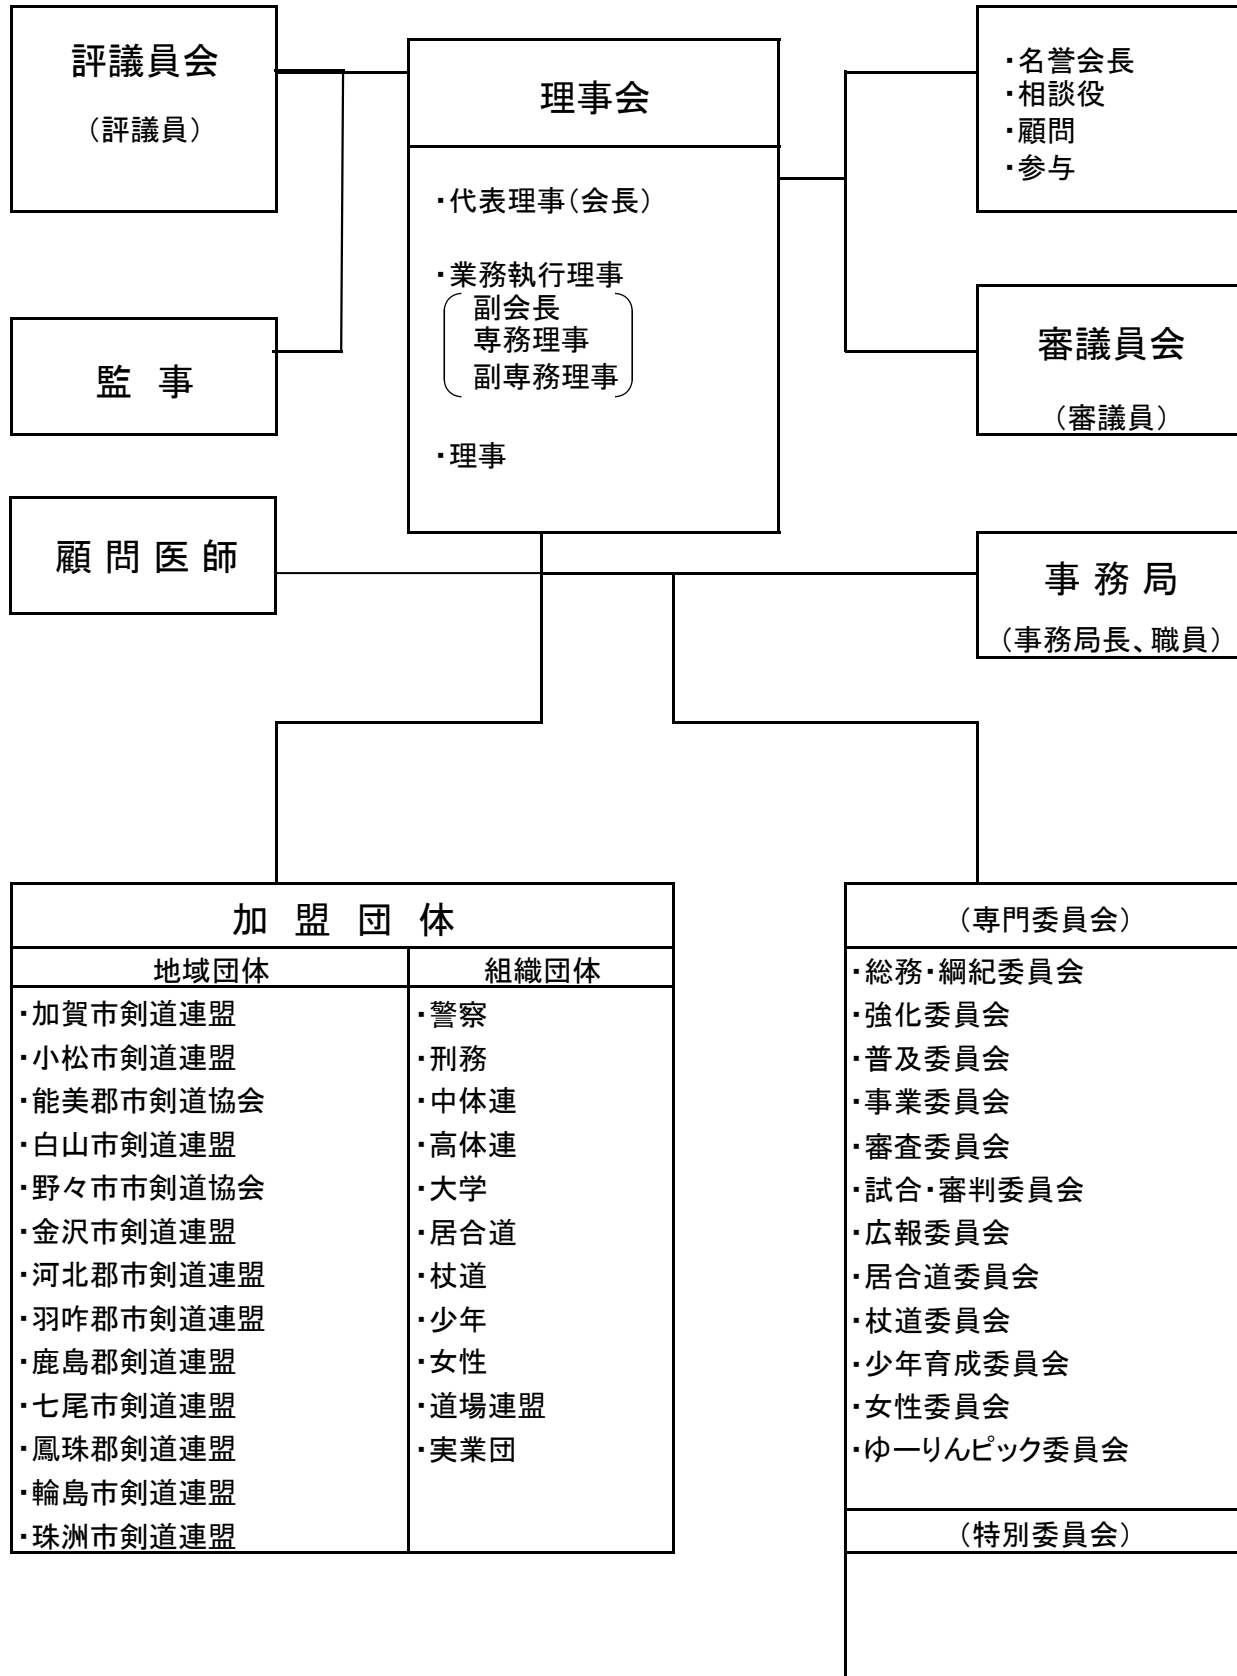 評議員会
（評議員）
監　事
顧 問 医 師
理事会
・代表理事（会長）
・業務執行理事
副会長
専務理事
副専務理事
・理事
・名誉会長
・相談役
・顧問
・参与
審議員会
（審議員）
事 務 局
（事務局長、職員）
加　盟　団　体
地域団体
・加賀市剣道連盟
・小松市剣道連盟
・能美郡市剣道協会
・白山市剣道連盟
・野々市市剣道協会
・金沢市剣道連盟
・河北郡市剣道連盟
・羽咋郡市剣道連盟
・鹿島郡剣道連盟
・七尾市剣道連盟
・鳳珠郡剣道連盟
・輪島市剣道連盟
・珠洲市剣道連盟
組織団体
・警察
・刑務
・中体連
・高体連
・大学
・居合道
・杖道
・少年
・女性
・道場連盟
・実業団
（専門委員会）
・総務・綱紀委員会
・強化委員会
・普及委員会
・事業委員会
・審査委員会
・試合・審判委員会
・広報委員会
・居合道委員会
・杖道委員会
・少年育成委員会
・女性委員会
・ゆーりんピック委員会
（特別委員会）